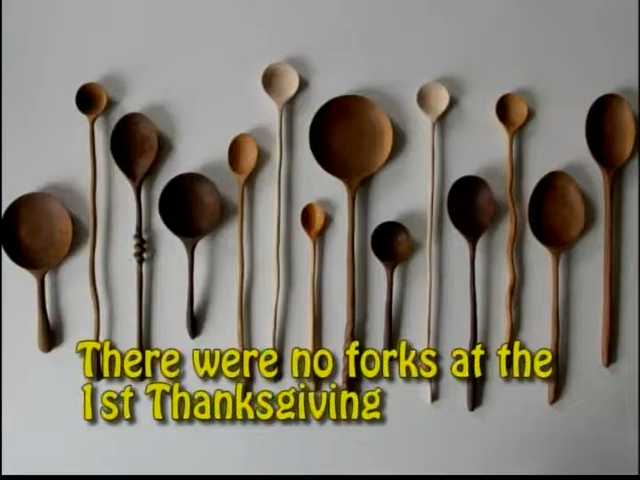 There were no forks at the
1st Thanksgiving